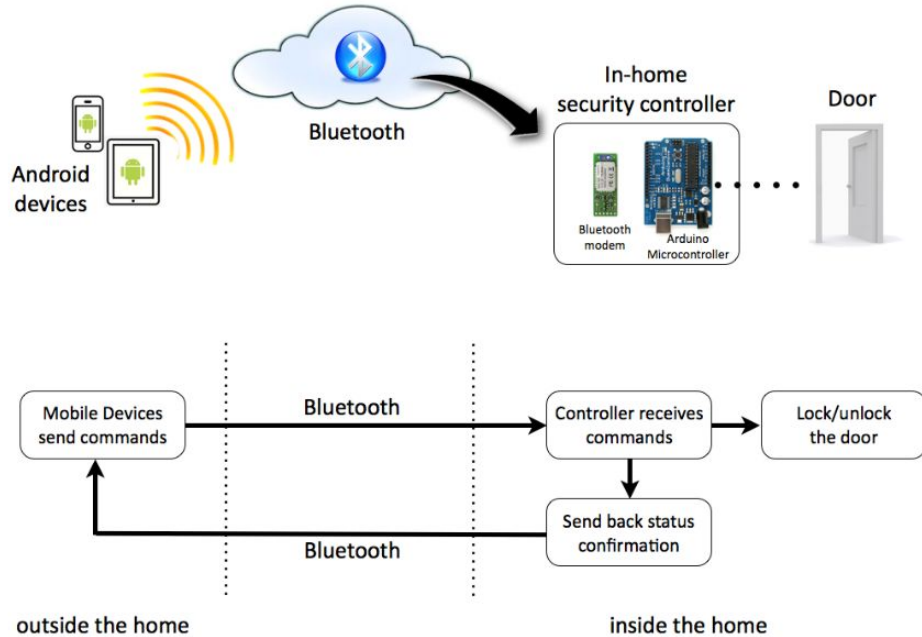 Bluetooth
Android
devices
In-home
security controller
Bluetooth
modem
Arduino
Microcontroller
Door
Mobile Devices
send commands
Bluetooth
Controller receives
commands
Lock/unlock
the door
Send back status
confirmation
Bluetooth
outside the home
inside the home